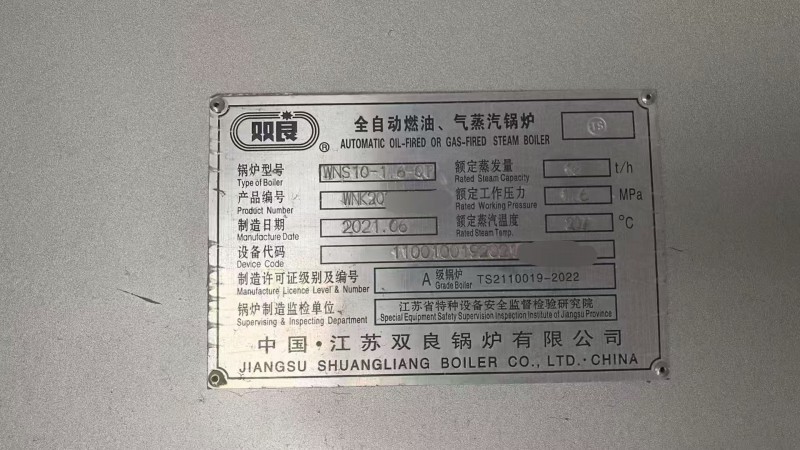 双良®
全自动燃油、气蒸汽锅炉
AUTOMATIC OIL-FIRED OR GAS-FIRED STEAM BOILER
锅炉型号 额定蒸发量 t/h
Type of Boiler Rated Steam Capacity
产品编号 WNK20 额定工作压力 MPa
Product Number Rated Working Pressure
制造日期 2021.06 额定蒸汽温度 °C
Manufacture Date Rated Steam Temp.
设备代码
Device Code
制造许可证级别及编号 A 级锅炉 TS2110019-2022
Manufacture Licence Level & Number Grade Boiler
锅炉制造监检单位、 江苏省特种设备安全监督检验研究院
Supervising & Inspecting Department Special Equipment Safety Supervision Inspection Institute of Jiangsu Province
中国·江苏双良锅炉有限公司
JIANGSU SHUANGLIANG BOILER CO., LTD.·CHINA